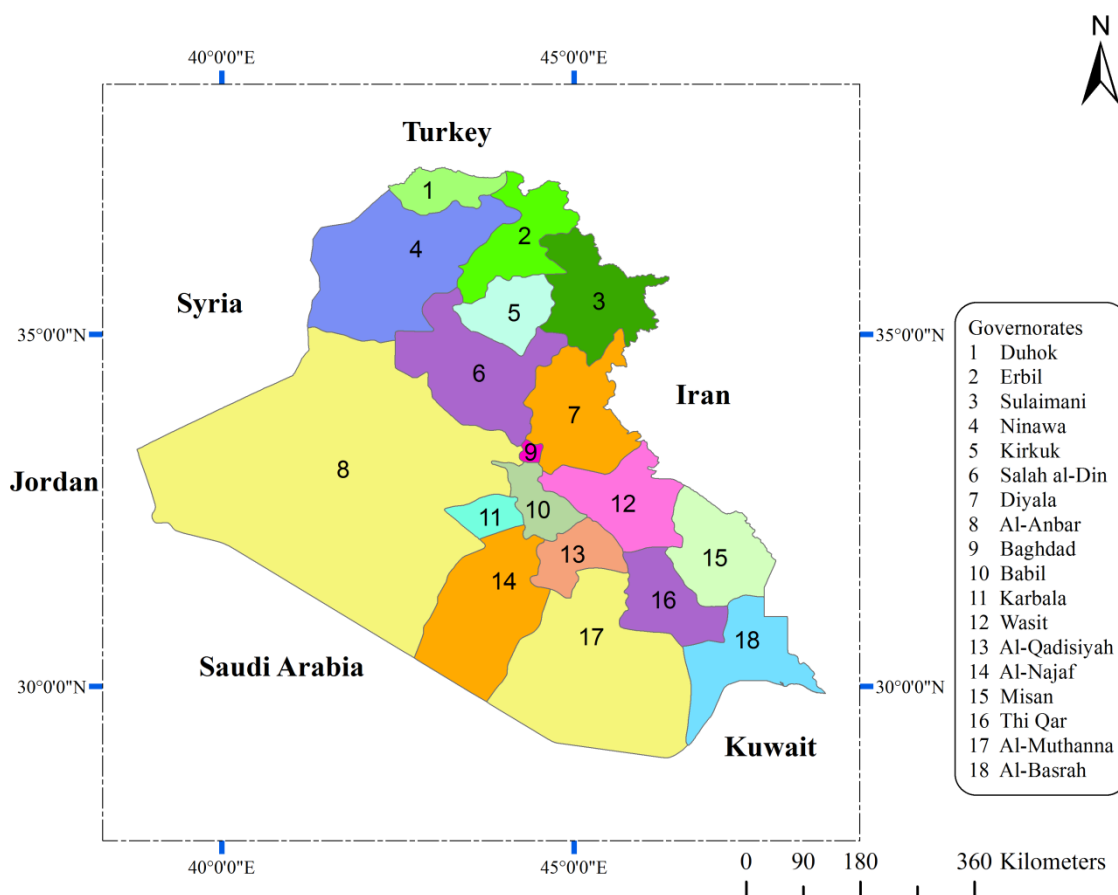 N
40°0'0"E 45°0'0"E
Turkey
1
2
4
3
Syria
5
35°0'0"N 35°0'0"N
6
Iran
7
9
8
Jordan
12
10
11
13
15
14
16
17
18
Saudi Arabia
30°0'0"N 30°0'0"N
Kuwait
40°0'0"E 45°0'0"E
Governorates
1 Duhok
2 Erbil
3 Sulaimani
4 Ninawa
5 Kirkuk
6 Salah al-Din
7 Diyala
8 Al-Anbar
9 Baghdad
10 Babil
11 Karbala
12 Wasit
13 Al-Qadisiyah
14 Al-Najaf
15 Misan
16 Thi Qar
17 Al-Muthanna
18 Al-Basrah
0 90 180 360 Kilometers